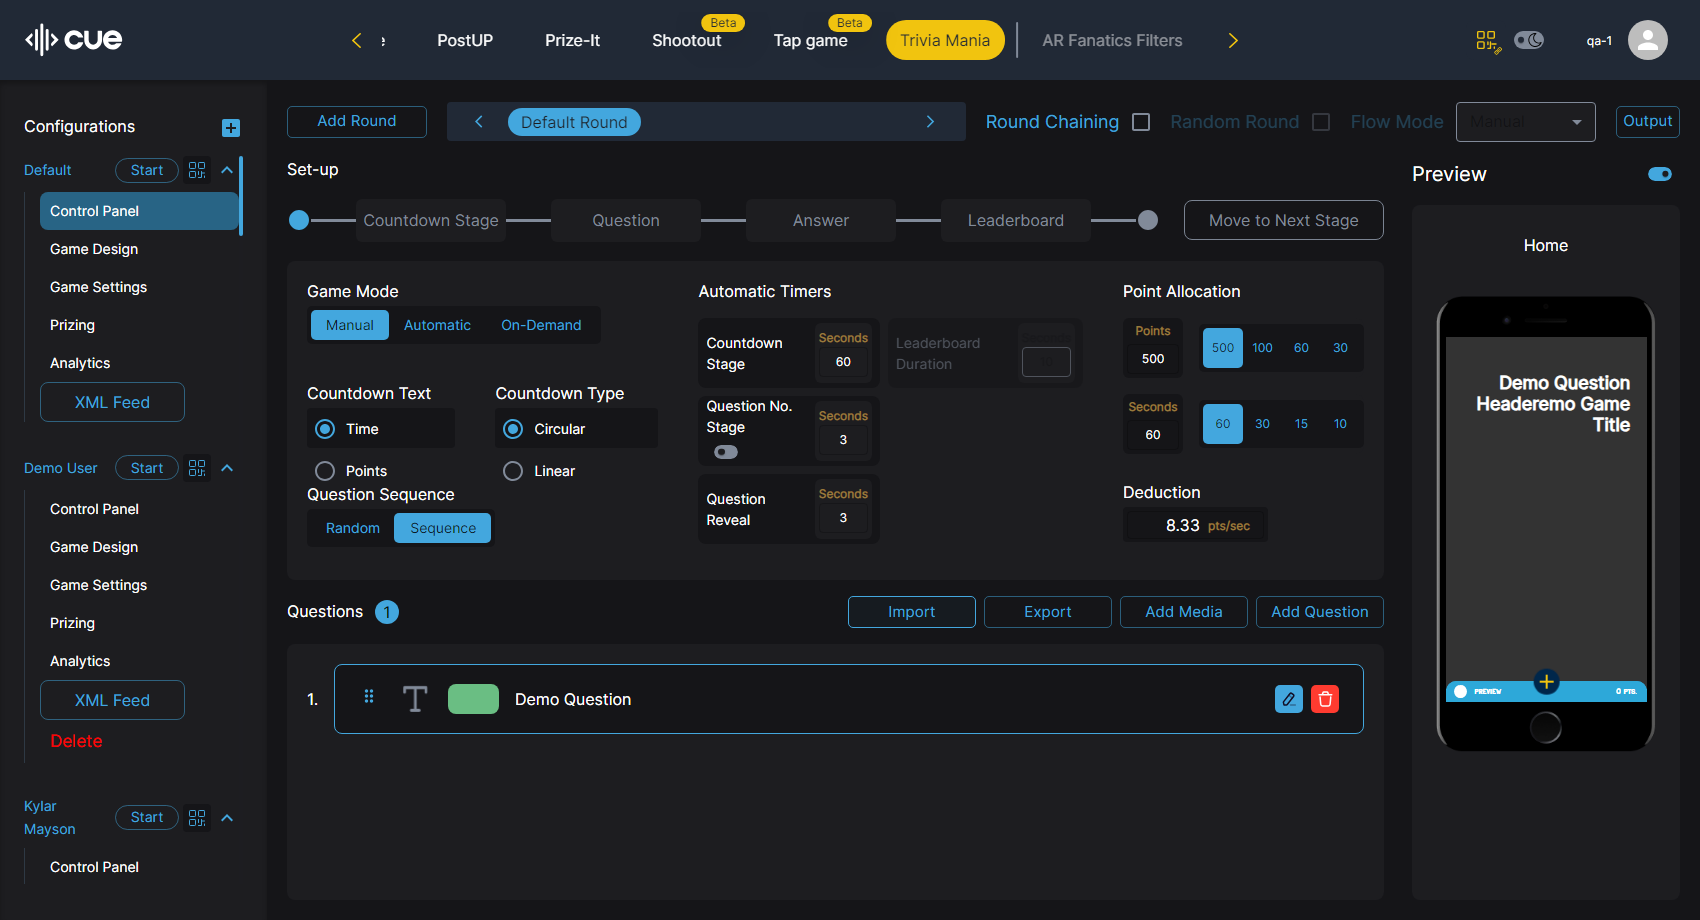 cue
PostUP
Prize-It
Shootout
Beta
Tap game
Beta
Trivia Mania
AR Fanatics Filters
qa-1
Configurations
Default
Start
Control Panel
Game Design
Game Settings
Prizing
Analytics
XML Feed
Demo User
Start
Control Panel
Game Design
Game Settings
Prizing
Analytics
XML Feed
Delete
Kylar
Mayson
Start
Control Panel
Add Round
Default Round
Round Chaining
Random Round
Flow Mode
Manual
Output
Set-up
Countdown Stage
Question
Answer
Leaderboard
Move to Next Stage
Game Mode
Manual
Automatic
On-Demand
Countdown Text
Time
Points
Countdown Type
Circular
Linear
Question Sequence
Random
Sequence
Automatic Timers
Countdown
Stage
Seconds
60
Leaderboard
Duration
Question No.
Stage
Seconds
3
Question
Reveal
Seconds
3
Point Allocation
Points
500
500
100
60
30
Seconds
60
60
30
15
10
Deduction
8.33 pts/sec
Questions 1
Import
Export
Add Media
Add Question
1.
Demo Question
Preview
Home
Demo Question
Headeremo Game
Title
PREVIEW
0 PTS.